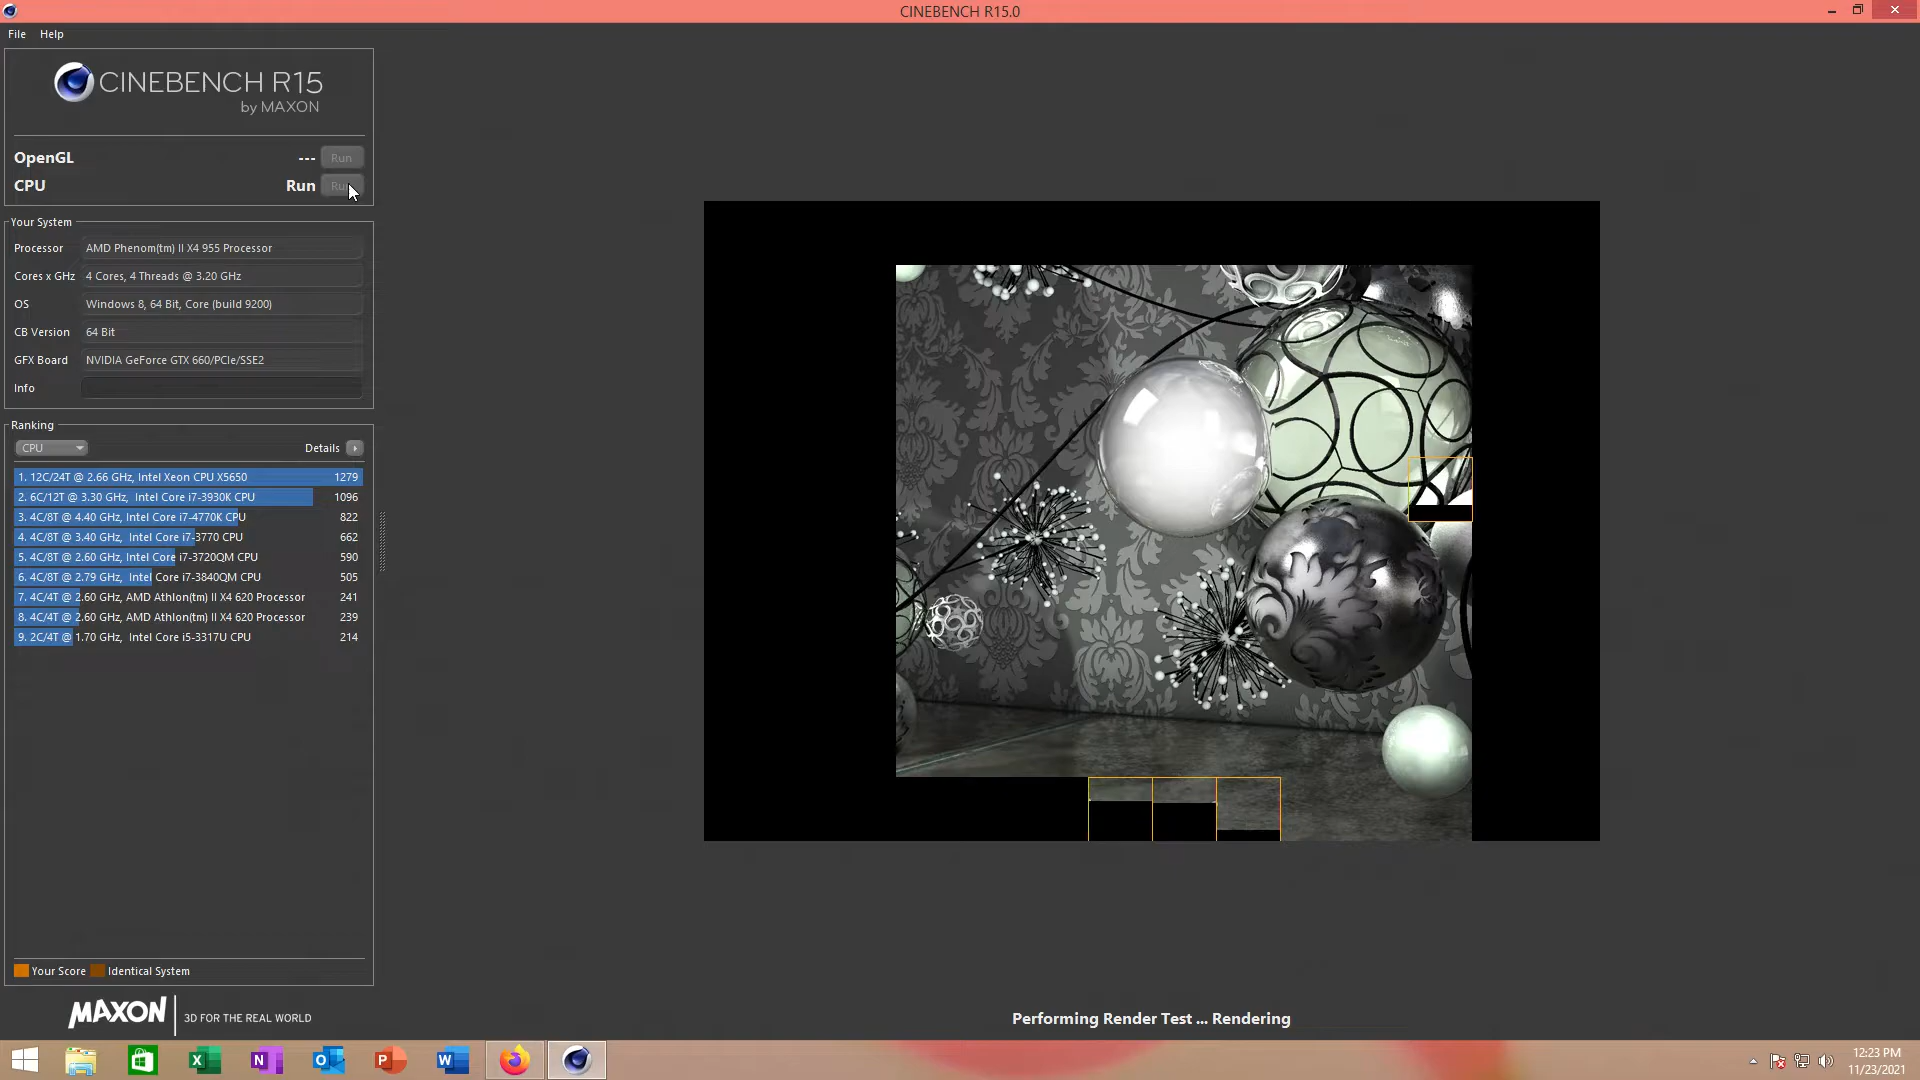 CINEBENCH R15.0
File Help
CINEBENCH R15
by MAXON
OpenGL --- Run
CPU Run Run
Your System
Processor AMD Phenom(tm) II X4 955 Processor
Cores x GHz 4 Cores, 4 Threads @ 3.20 GHz
OS Windows 8, 64 Bit, Core (build 9200)
CB Version 64 Bit
GFX Board NVIDIA GeForce GTX 660/PCIe/SSE2
Info
Ranking
CPU Details
1. 12C/24T @ 2.66 GHz, Intel Xeon CPU X5650 1279
2. 6C/12T @ 3.30 GHz, Intel Core i7-3930K CPU 1096
3. 4C/8T @ 4.40 GHz, Intel Core i7-4770K CPU 822
4. 4C/8T @ 3.40 GHz, Intel Core i7-3770 CPU 662
5. 4C/8T @ 2.60 GHz, Intel Core i7-3720QM CPU 590
6. 4C/8T @ 2.79 GHz, Intel Core i7-3840QM CPU 505
7. 4C/4T @ 2.60 GHz, AMD Athlon(tm) II X4 620 Processor 241
8. 4C/4T @ 2.60 GHz, AMD Athlon(tm) II X4 620 Processor 239
9. 2C/4T @ 1.70 GHz, Intel Core i5-3317U CPU 214
Your Score Identical System
MAXON 3D FOR THE REAL WORLD
Performing Render Test ... Rendering
12:23 PM
11/23/2021